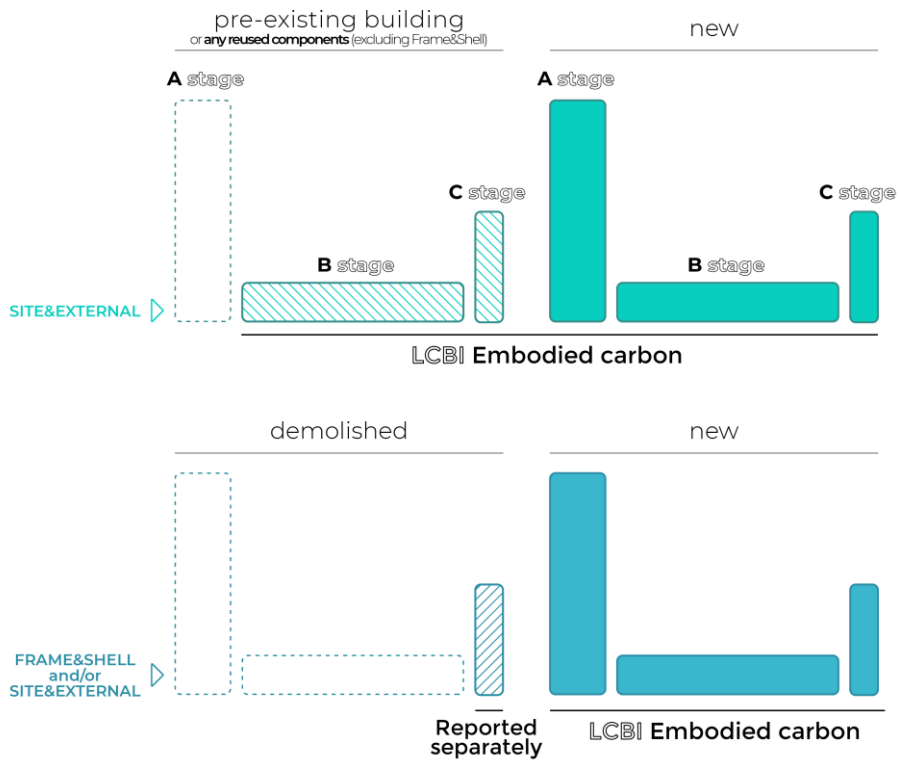 pre-existing building
or any reused components (excluding Frame&Shell)
new
A stage
A stage
C stage
C stage
B stage
B stage
SITE&EXTERNAL
LCBI Embodied carbon
demolished
new
FRAME&SHELL
and/or
SITE&EXTERNAL
Reported
separately
LCBI Embodied carbon